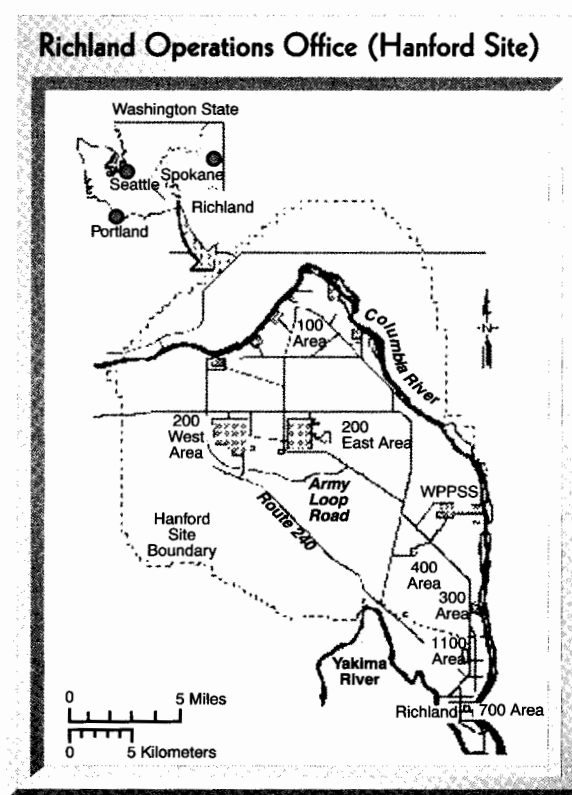 Richland Operations Office (Hanford Site)
Washington State
Seattle
Spokane
Richland
Portland
Columbia River
N
100
Area
200
West
Area
200
East Area
Army
Loop
Road
WPPSS
Route 240
Hanford
Site
Boundary
400
Area
300
Area
1100
Area
Yakima
River
Richland
700 Area
0
5 Miles
0
5 Kilometers